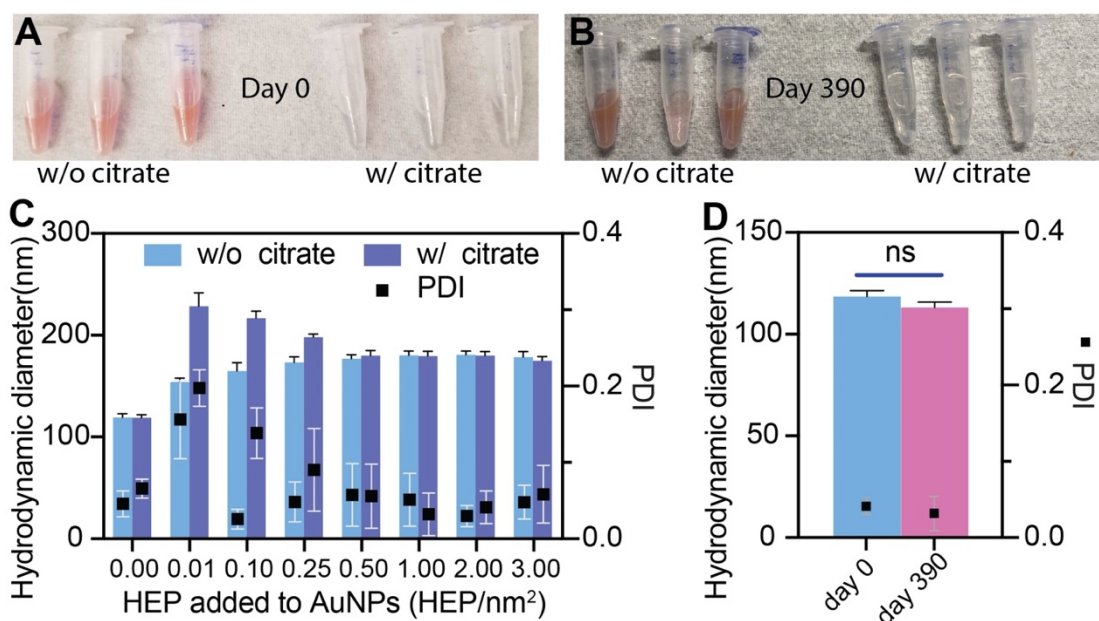 A
Day 0
w/o citrate
w/ citrate
B
Day 390
w/o citrate
w/ citrate
C
Hydrodynamic diameter(nm)
300
200
100
0
w/o citrate
w/ citrate
PDI
0.4
0.2
0.0
PDI
0.00 0.01 0.10 0.25 0.50 1.00 2.00 3.00
HEP added to AuNPs (HEP/nm²)
D
Hydrodynamic diameter(nm)
150
100
50
0
ns
0.4
0.2
0.0
PDI
day 0
day 390